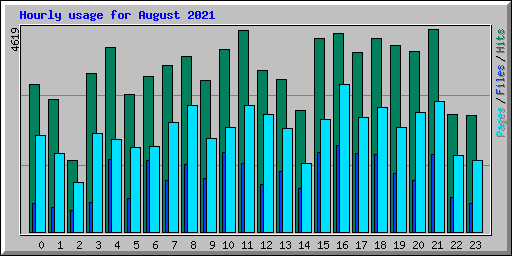 Hourly usage for August 2021
4619
Pages/Files/Hits
0 1 2 3 4 5 6 7 8 9 10 11 12 13 14 15 16 17 18 19 20 21 22 23